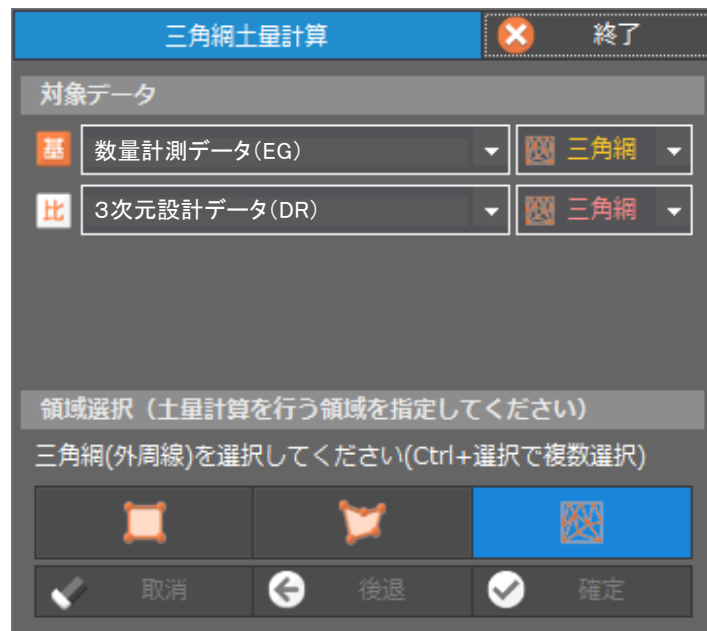 三角網土量計算
終了
対象データ
基 数量計測データ(EG) 三角網
比 3次元設計データ(DR) 三角網
領域選択（土量計算を行う領域を指定してください）
三角網(外周線)を選択してください(Ctrl+選択で複数選択)
取消 後退 確定